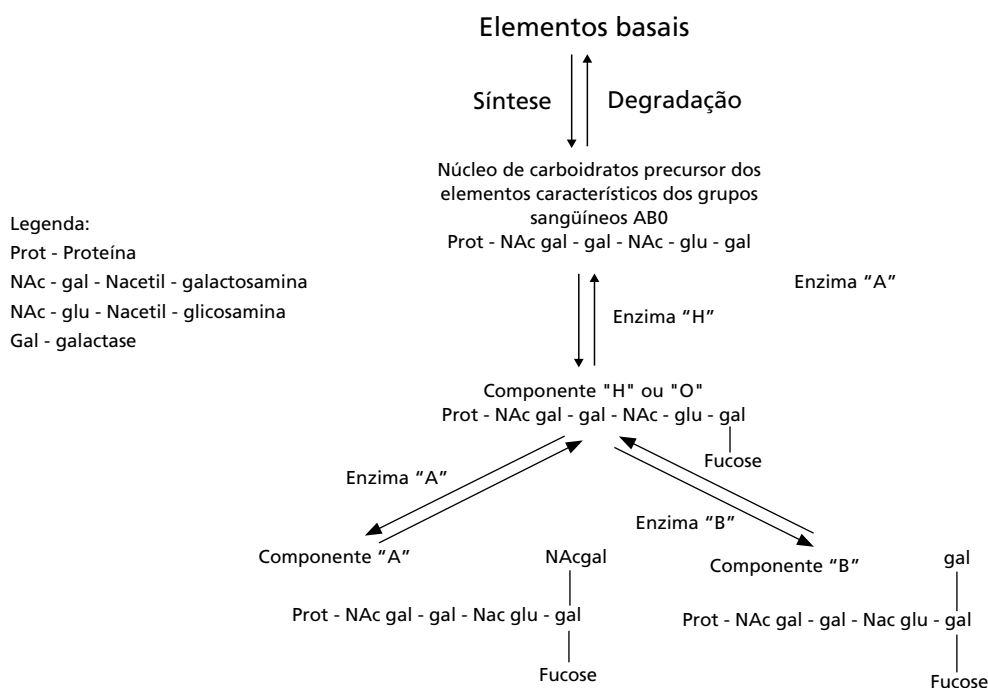 Elementos basais
Síntese
Degradação
Núcleo de carboidratos precursor dos
elementos característicos dos grupos
sangüíneos AB0
Prot - NAc gal - gal - NAc - glu - gal
Legenda:
Prot - Proteína
NAc - gal - Nacetil - galactosamina
NAc - glu - Nacetil - glicosamina
Gal - galactase
Enzima “A”
Enzima “H”
Componente "H" ou "O"
Prot - NAc gal - gal - NAc - glu - gal
Fucose
Enzima “A”
Enzima “B”
Componente “A”
NAcgal
Prot - NAc gal - gal - Nac glu - gal
Fucose
Componente “B”
gal
Prot - NAc gal - gal - Nac glu - gal
Fucose